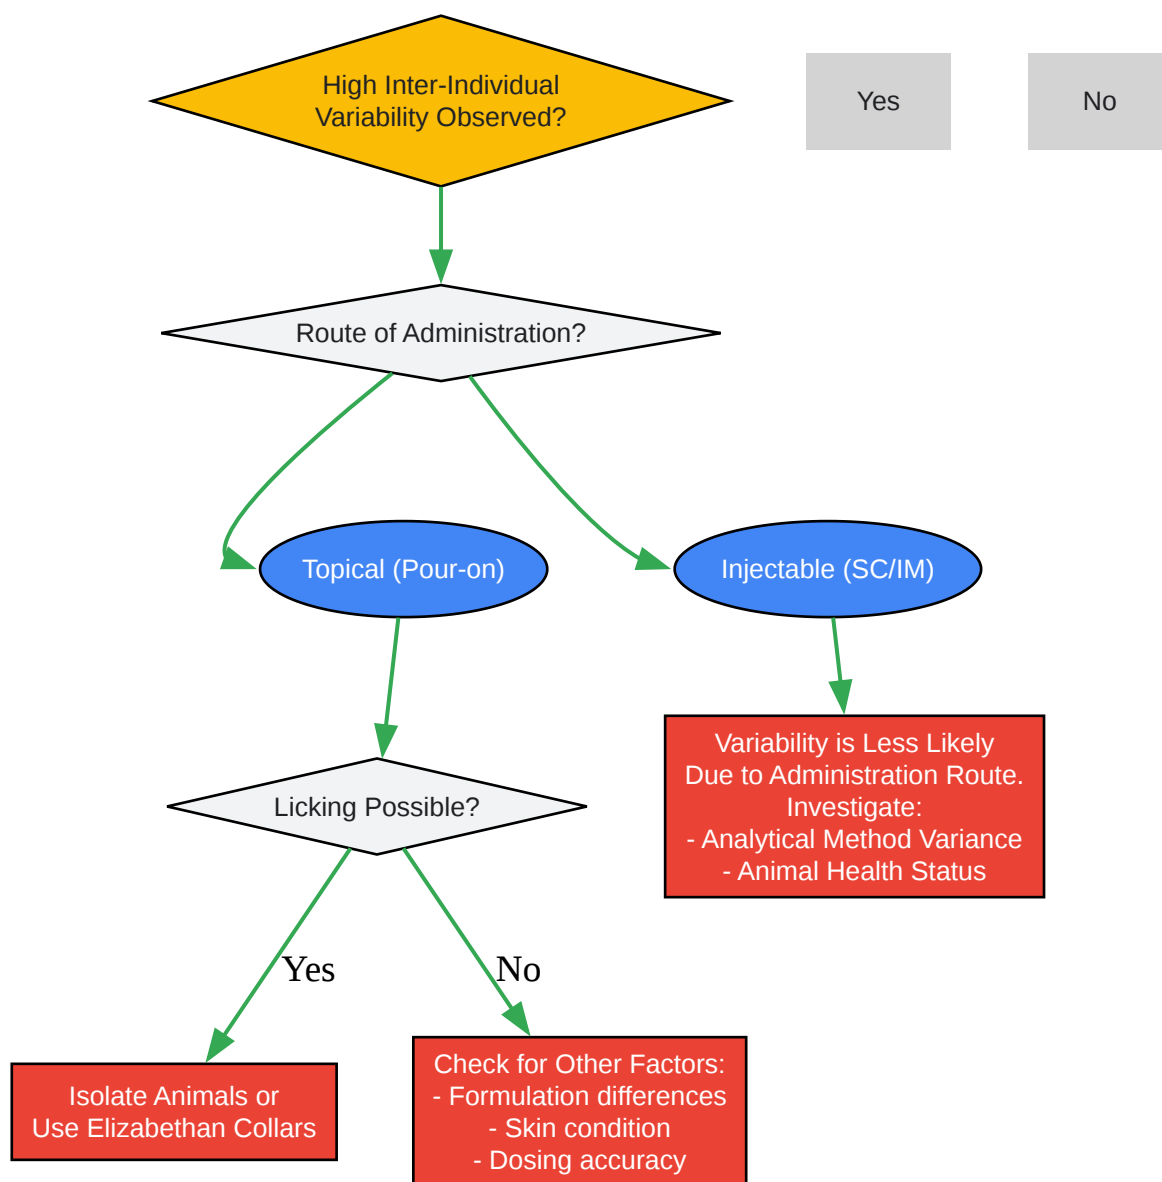 High Inter-Individual
Variability Observed?
Yes
No
Route of Administration?
Topical (Pour-on)
Injectable (SC/IM)
Variability is Less Likely
Due to Administration Route.
Investigate:
- Analytical Method Variance
- Animal Health Status
Licking Possible?
Yes
No
Isolate Animals or
Use Elizabethan Collars
Check for Other Factors:
- Formulation differences
- Skin condition
- Dosing accuracy